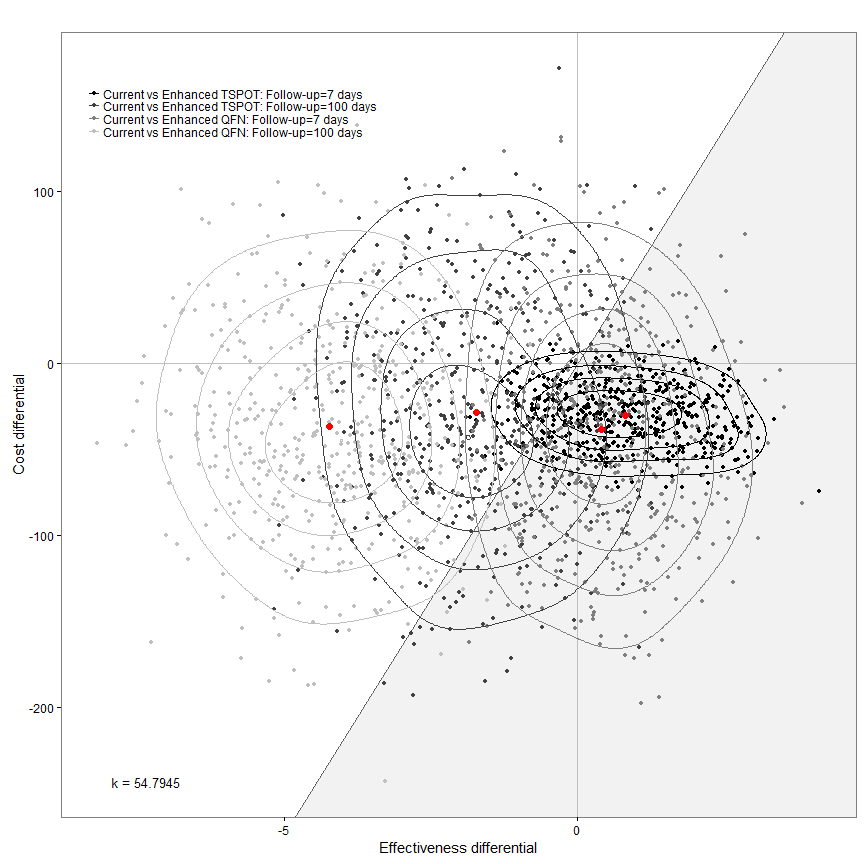 Current vs Enhanced TSPOT: Follow-up=7 days
Current vs Enhanced TSPOT: Follow-up=100 days
Current vs Enhanced QFN: Follow-up=7 days
Current vs Enhanced QFN: Follow-up=100 days
100
0
-100
-200
Cost differential
k = 54.7945
-5
0
Effectiveness differential